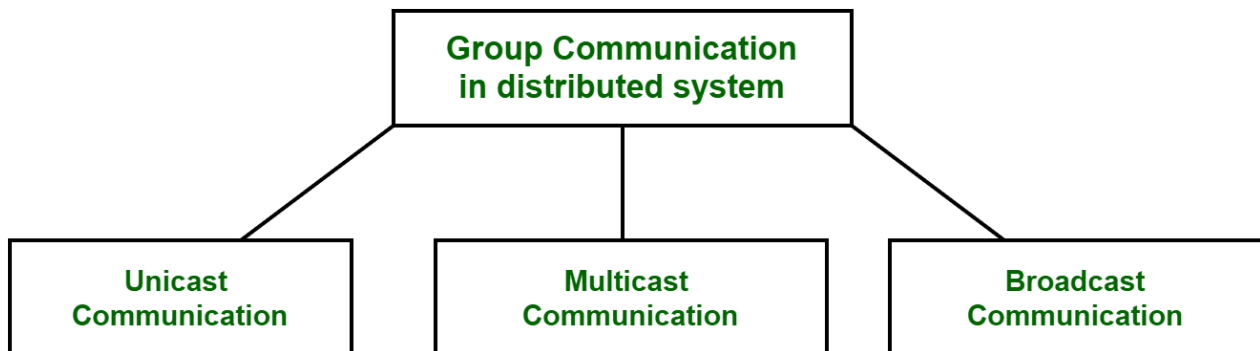 Group Communication
in distributed system
Unicast
Communication
Multicast
Communication
Broadcast
Communication